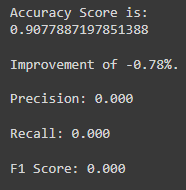 Accuracy Score is:
0.9077887197851388
Improvement of -0.78%.
Precision: 0.000
Recall: 0.000
F1 Score: 0.000